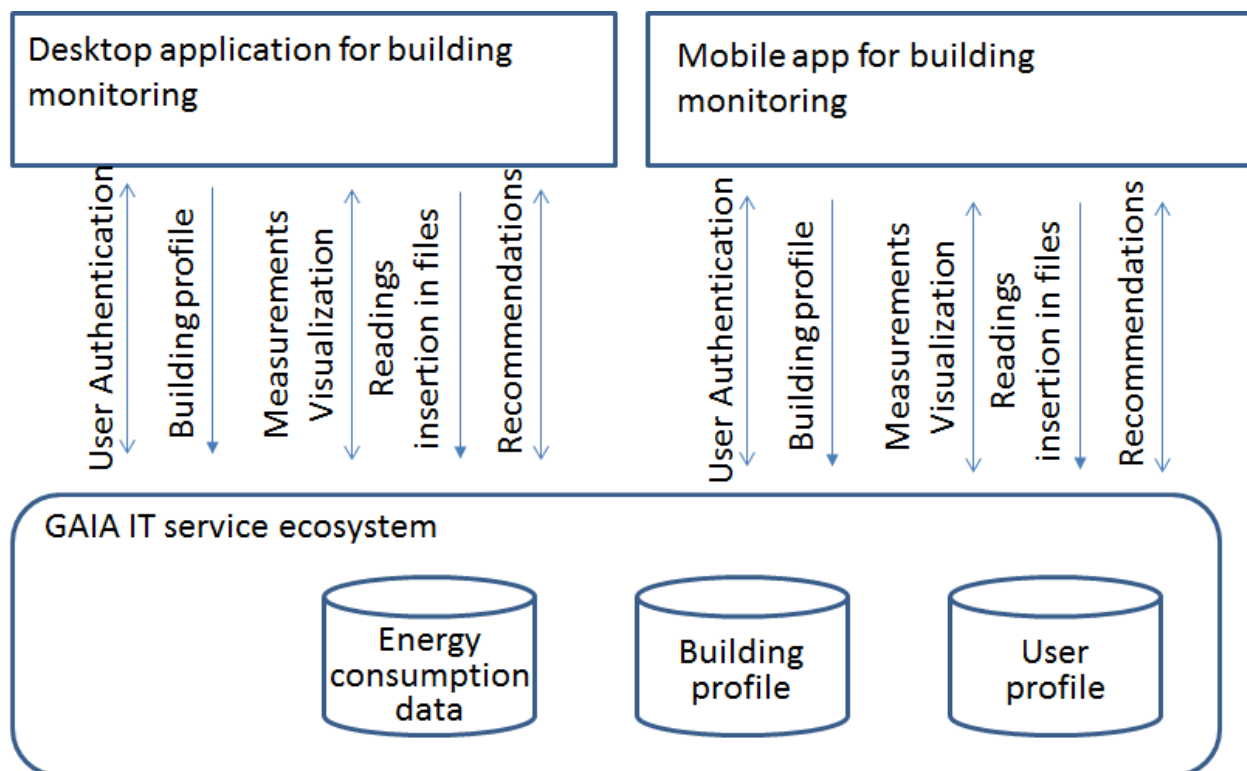 Desktop application for building
monitoring
Mobile app for building
monitoring
User Authentication
Building profile
Measurements
Visualization
Readings
insertion in files
Recommendations
User Authentication
Building profile
Measurements
Visualization
Readings
insertion in files
Recommendations
GAIA IT service ecosystem
Energy
consumption
data
Building
profile
User
profile